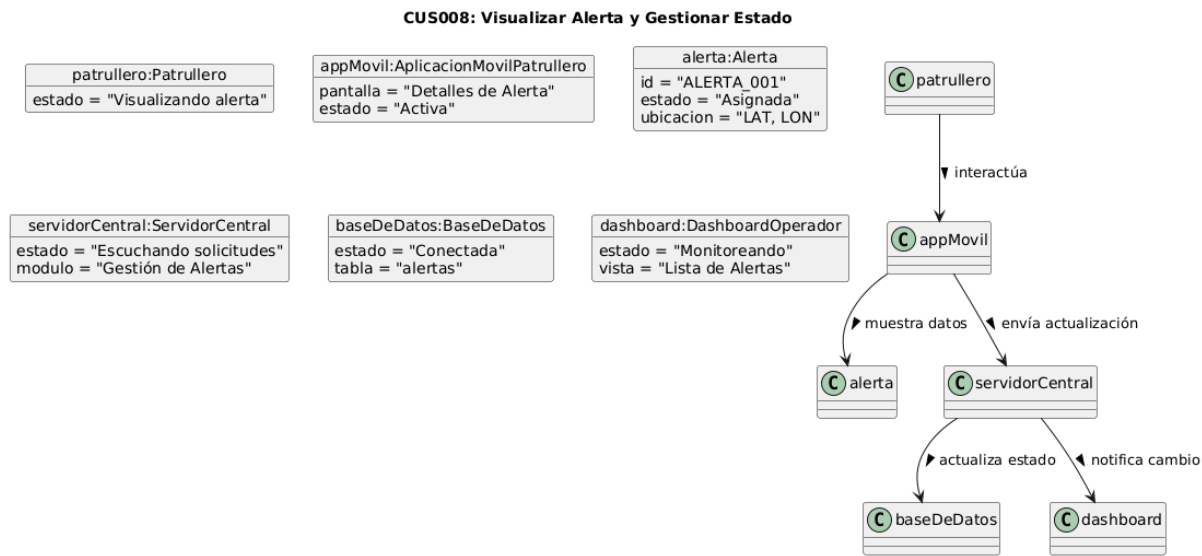 CUS008: Visualizar Alerta y Gestionar Estado
patrullero:Patrullero
estado = "Visualizando alerta"
appMovil:AplicacionMovilPatrullero
pantalla = "Detalles de Alerta"
estado = "Activa"
alerta:Alerta
id = "ALERTA_001"
estado = "Asignada"
ubicacion = "LAT, LON"
C patrullero
interactúa
servidorCentral:ServidorCentral
estado = "Escuchando solicitudes"
modulo = "Gestión de Alertas"
baseDeDatos:BaseDeDatos
estado = "Conectada"
tabla = "alertas"
dashboard:DashboardOperador
estado = "Monitoreando"
vista = "Lista de Alertas"
C appMovil
muestra datos
envía actualización
C alerta
C servidorCentral
actualiza estado
notifica cambio
C baseDeDatos
C dashboard